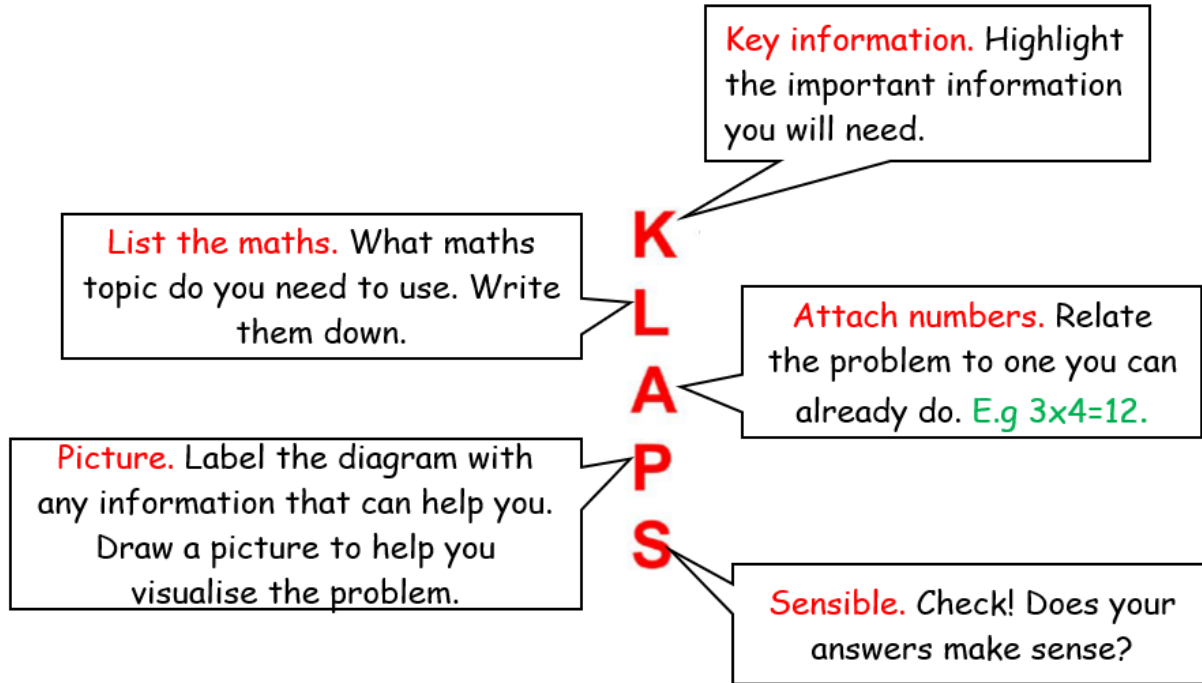 Key information. Highlight
the important information
you will need.
K
List the maths. What maths
topic do you need to use. Write
them down.
L
Attach numbers. Relate
the problem to one you can
already do. E.g 3x4=12.
A
Picture. Label the diagram with
any information that can help you.
Draw a picture to help you
visualise the problem.
P
S
Sensible. Check! Does your
answers make sense?